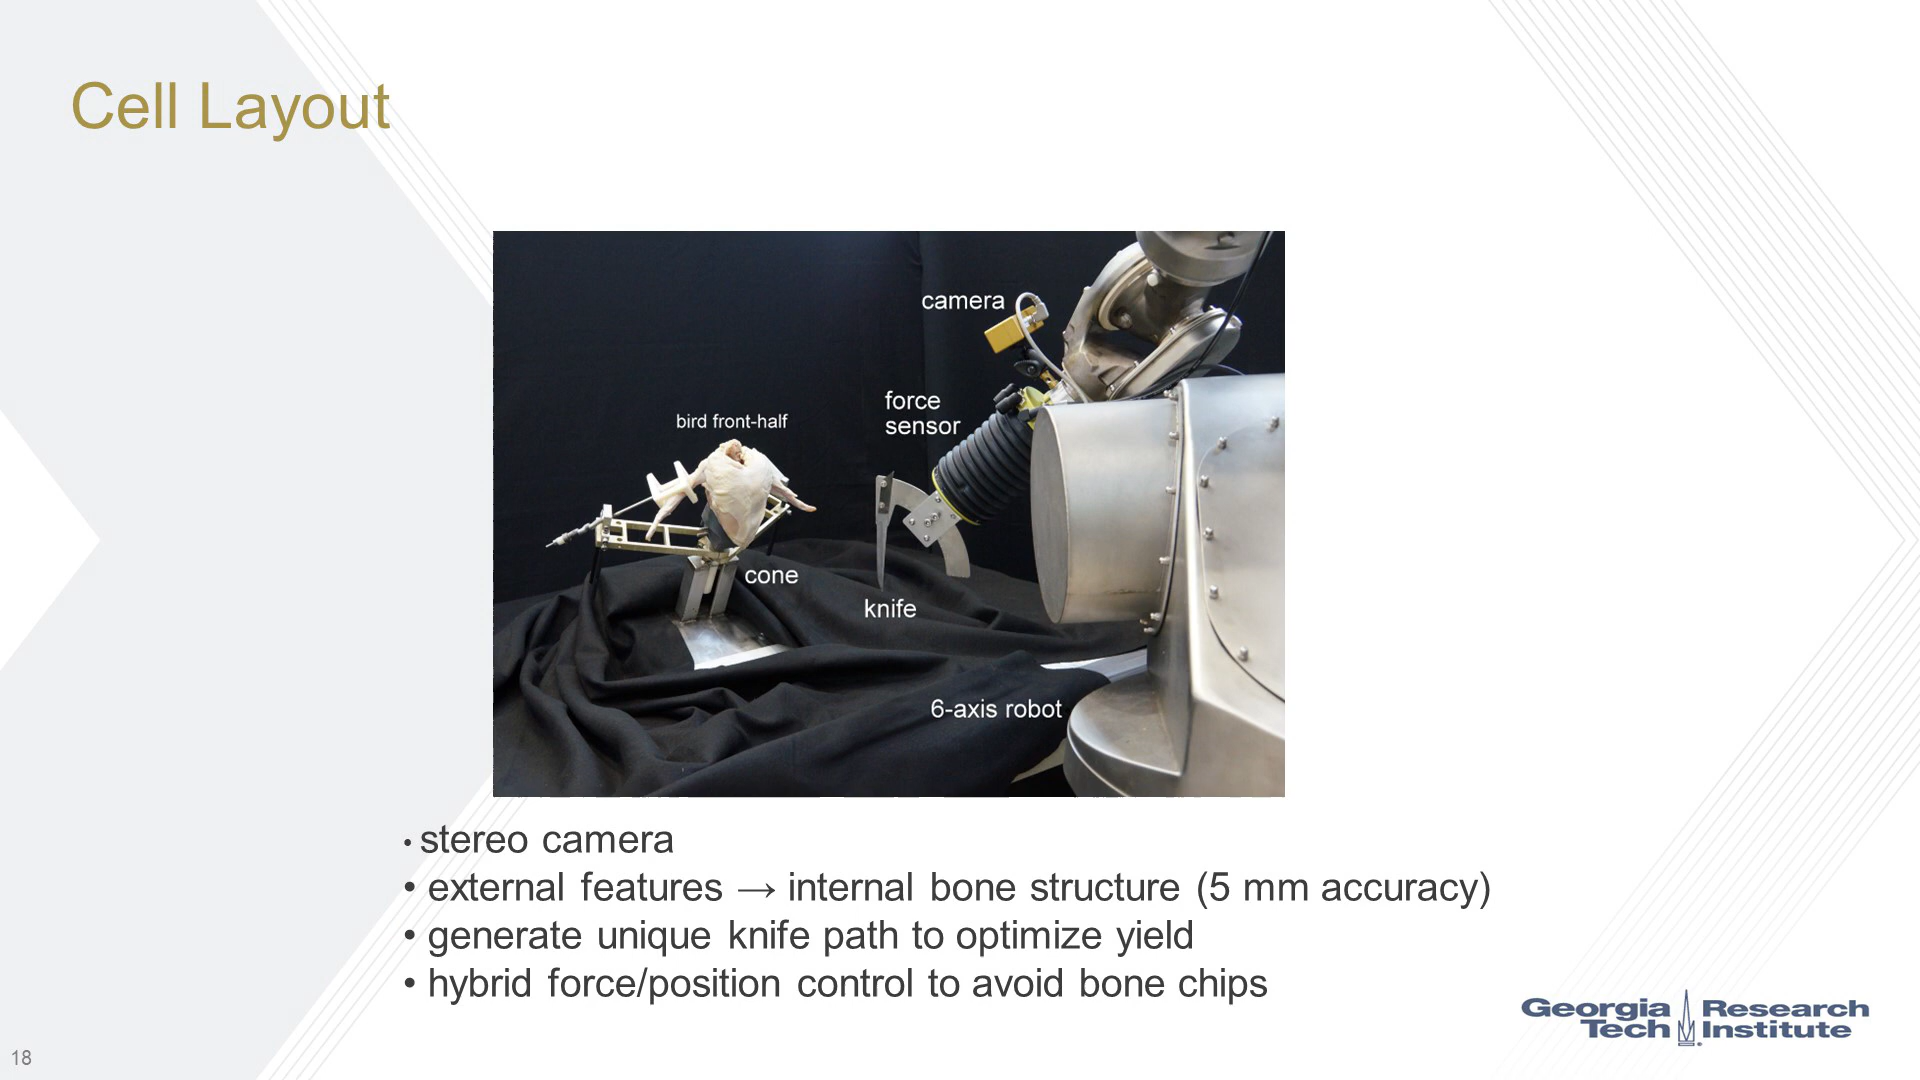 Cell Layout
camera
force
sensor
bird front-half
cone
knife
6-axis robot
• stereo camera
• external features → internal bone structure (5 mm accuracy)
• generate unique knife path to optimize yield
• hybrid force/position control to avoid bone chips
Georgia Research
Tech Institute
18